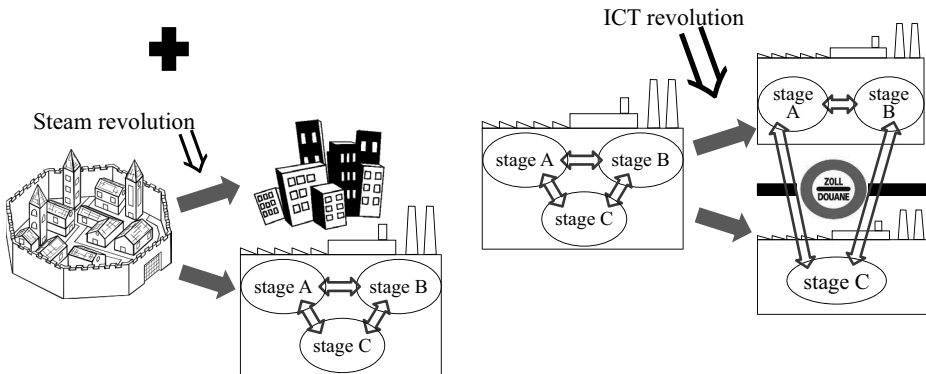 Steam revolution
stage A
stage B
stage C
ICT revolution
stage A
stage B
stage C
stage
A
stage
B
ZOLL
DOUANE
stage C